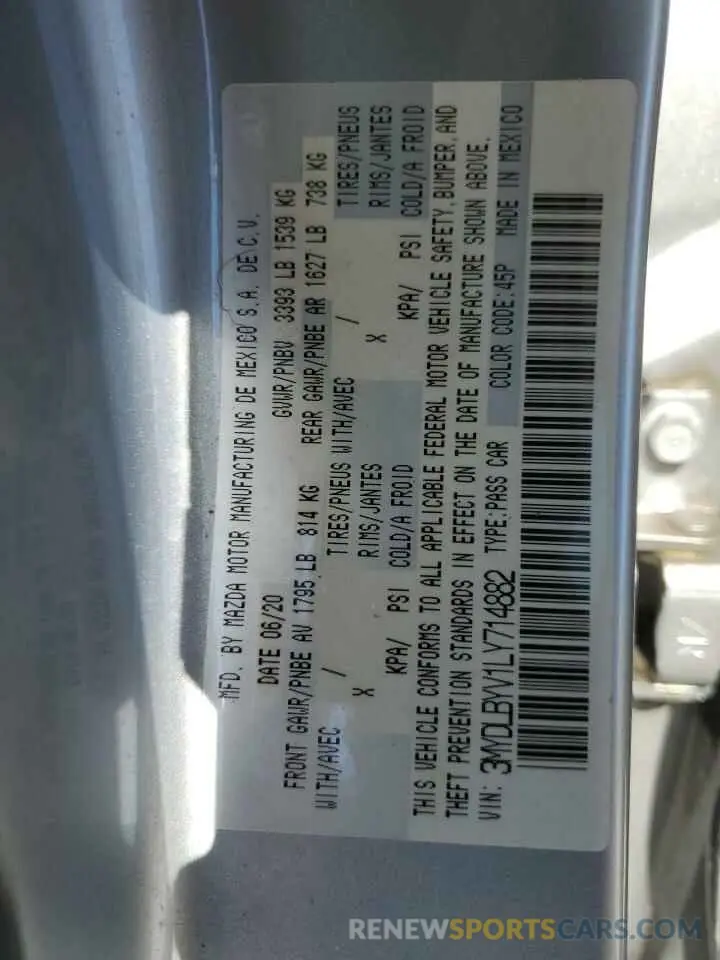 MFD. BY MAZDA MOTOR MANUFACTURING DE MEXICO S.A. DE C.V.
DATE 06/20 GVWR/PNBV 3393 LB 1539 KG
FRONT GAWR/PNBE AV 1795 LB 814 KG REAR GAWR/PNBE AR 1627 LB 738 KG
WITH/AVEC / TIRES/PNEUS WITH/AVEC / TIRES/PNEUS
X RIMS/JANTES X RIMS/JANTES
KPA/ PSI COLD/A FROID KPA/ PSI COLD/A FROID
THIS VEHICLE CONFORMS TO ALL APPLICABLE FEDERAL MOTOR VEHICLE SAFETY, BUMPER, AND
THEFT PREVENTION STANDARDS IN EFFECT ON THE DATE OF MANUFACTURE SHOWN ABOVE.
VIN: 3MYDLBYV1LY714882 TYPE:PASS CAR COLOR CODE:45P MADE IN MEXICO
RENEWSPORTSCARS.COM